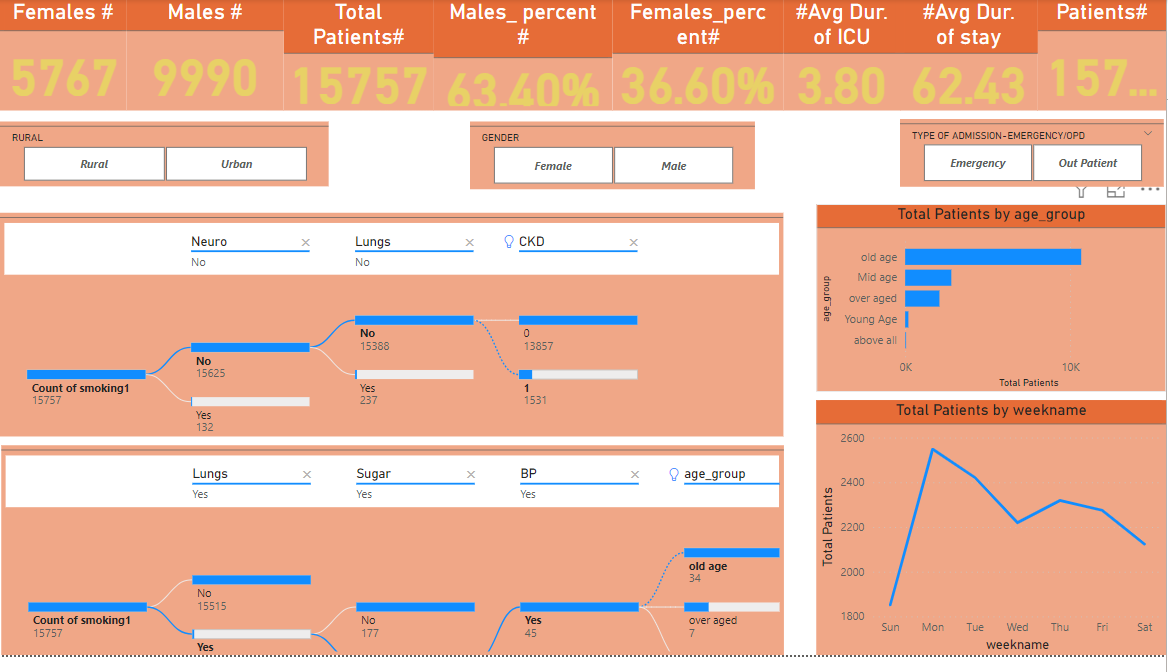 Females #
5767
Males #
9990
Total
Patients#
15757
Males_ percent
#
63.40%
Females_perc
ent#
36.60%
#Avg Dur.
of ICU
3.80
#Avg Dur.
of stay
62.43
Patients#
157...
RURAL
Rural
Urban
GENDER
Female
Male
TYPE OF ADMISSION-EMERGENCY/OPD
Emergency
Out Patient
Neuro
No
Lungs
No
CKD
Count of smoking1
15757
No
15625
Yes
132
No
15388
Yes
237
0
13857
1
1531
Total Patients by age_group
age_group
old age
Mid age
over aged
Young Age
above all
0K
10K
Total Patients
Lungs
Yes
Sugar
Yes
BP
Yes
age_group
Count of smoking1
15757
No
15515
Yes
No
177
Yes
45
old age
34
over aged
7
Total Patients by weekname
Total Patients
2600
2400
2200
2000
1800
Sun
Mon
Tue
Wed
Thu
Fri
Sat
weekname